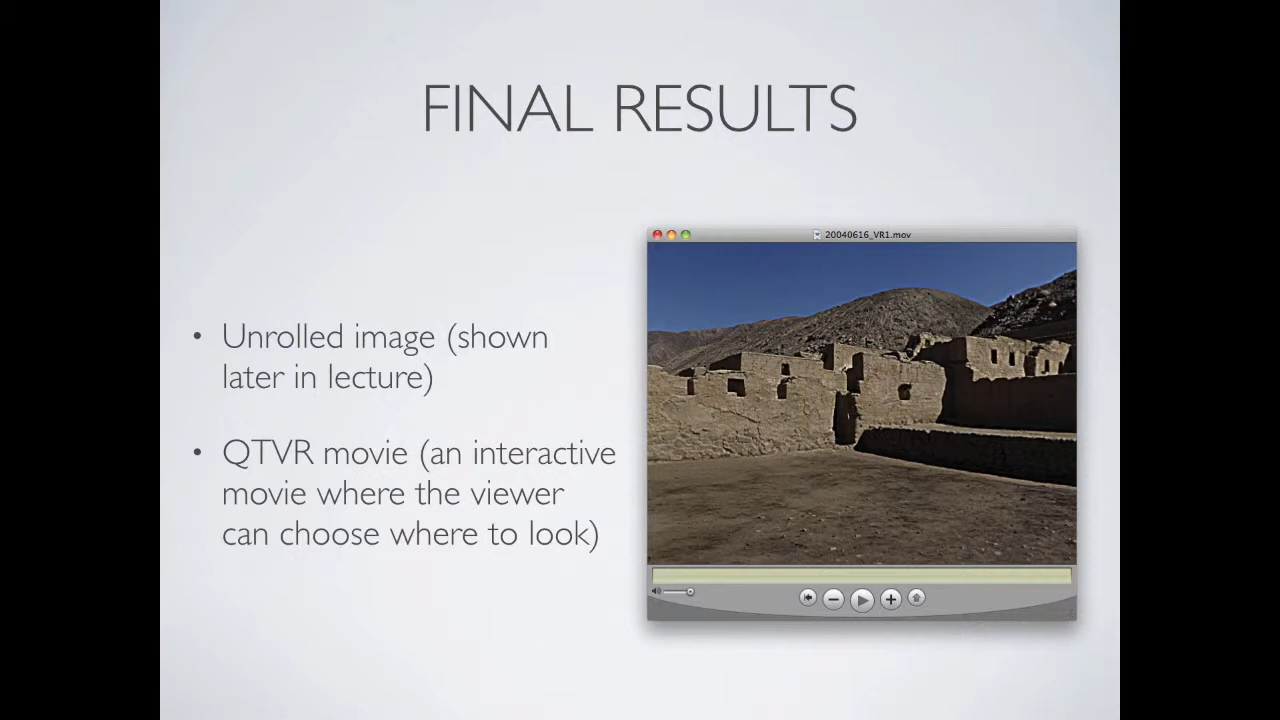 FINAL RESULTS
20040616_VR1.mov
• Unrolled image (shown
later in lecture)
• QTVR movie (an interactive
movie where the viewer
can choose where to look)